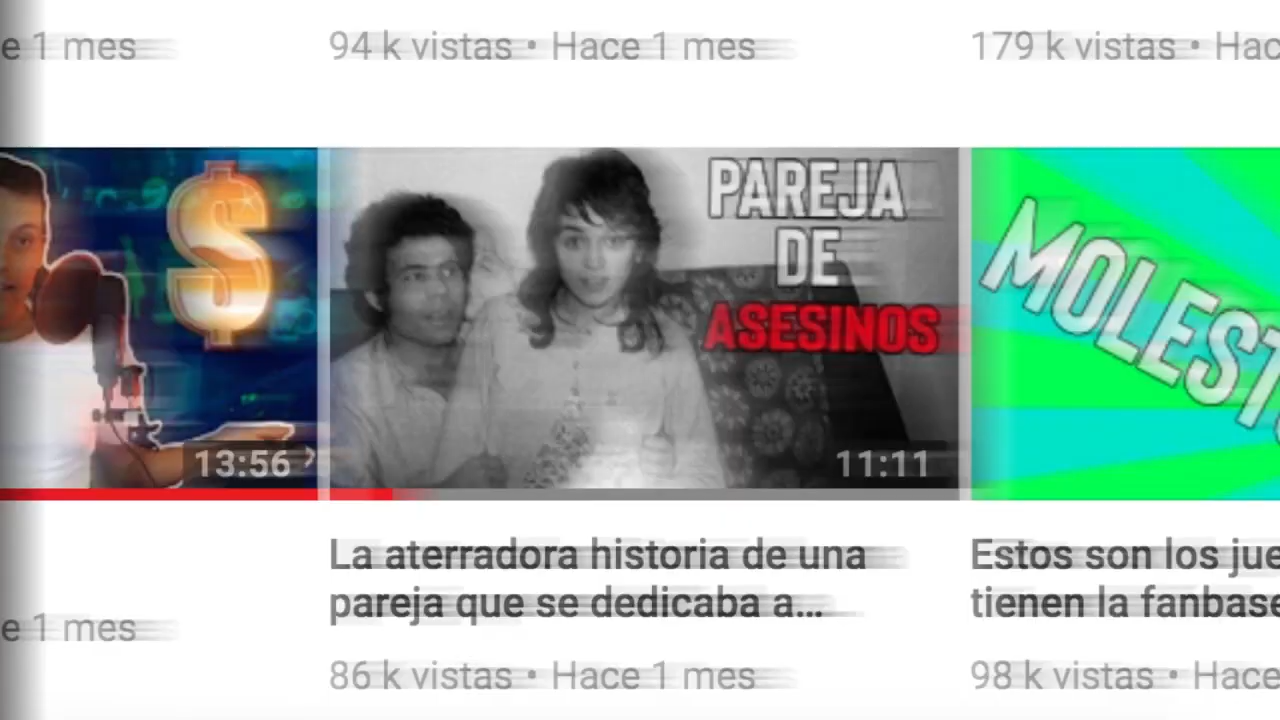 e 1 mes
94 k vistas • Hace 1 mes
179 k vistas • Hac
$
13:56
PAREJA
DE
ASESINOS
11:11
MOLEST
La aterradora historia de una
pareja que se dedicaba a...
Estos son los jue
tienen la fanbase
e 1 mes
86 k vistas • Hace 1 mes
98 k vistas • Hace